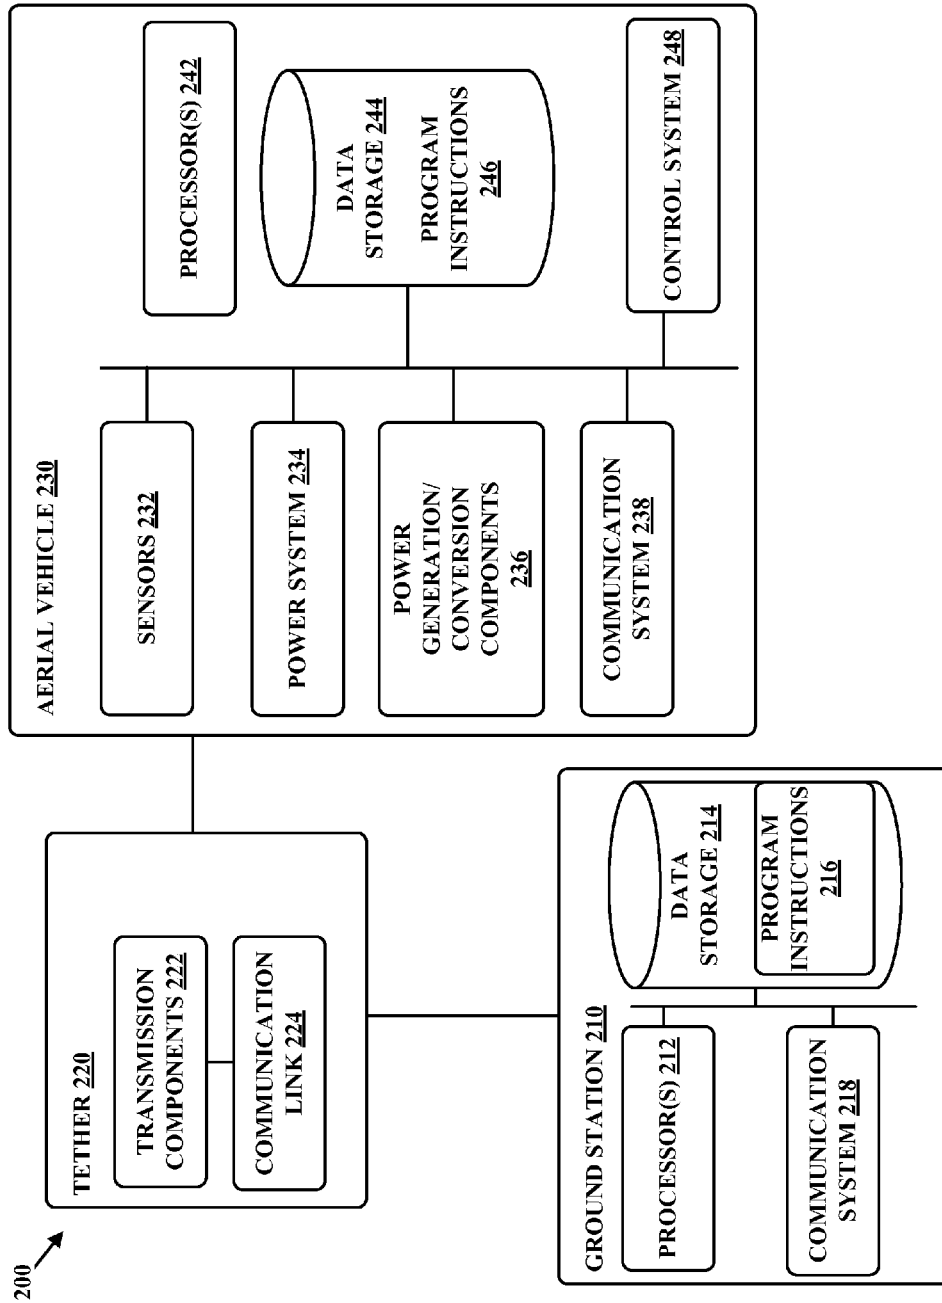 200
TETHER 220
TRANSMISSION
COMPONENTS 222
COMMUNICATION
LINK 224
AERIAL VEHICLE 230
SENSORS 232
POWER SYSTEM 234
POWER
GENERATION/
CONVERSION
COMPONENTS
236
COMMUNICATION
SYSTEM 238
PROCESSOR(S) 242
DATA
STORAGE 244
PROGRAM
INSTRUCTIONS
246
CONTROL SYSTEM 248
GROUND STATION 210
PROCESSOR(S) 212
COMMUNICATION
SYSTEM 218
DATA
STORAGE 214
PROGRAM
INSTRUCTIONS
216